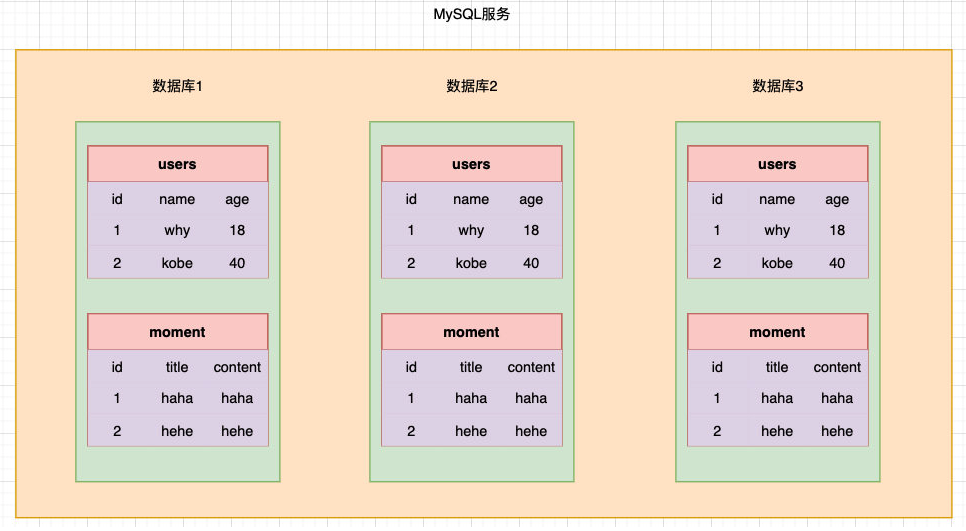 MySQL服务
数据库1
users
id name age
1 why 18
2 kobe 40
moment
id title content
1 haha haha
2 hehe hehe
数据库2
users
id name age
1 why 18
2 kobe 40
moment
id title content
1 haha haha
2 hehe hehe
数据库3
users
id name age
1 why 18
2 kobe 40
moment
id title content
1 haha haha
2 hehe hehe